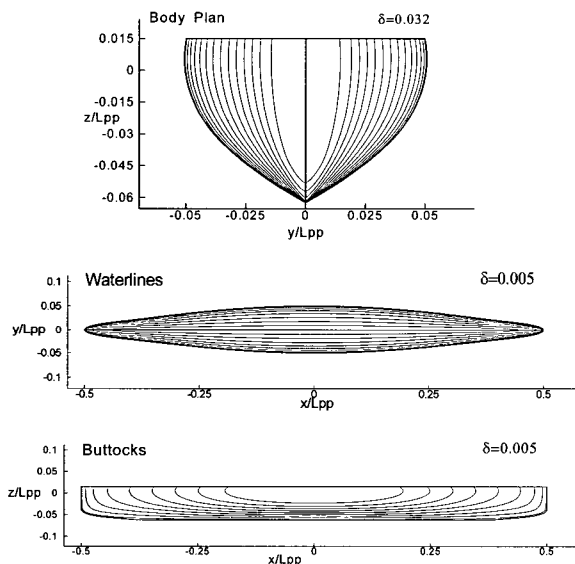 Body Plan
δ=0.032
0.015
0
-0.015
z/Lpp
-0.03
-0.045
-0.06
-0.05
-0.025
0
0.025
0.05
y/Lpp
Waterlines
δ=0.005
0.1
0.05
y/Lpp
0
-0.05
-0.1
-0.5
-0.25
0
0.25
0.5
x/Lpp
Buttocks
δ=0.005
0.1
0.05
z/Lpp
0
-0.05
-0.1
-0.5
-0.25
0
0.25
0.5
x/Lpp